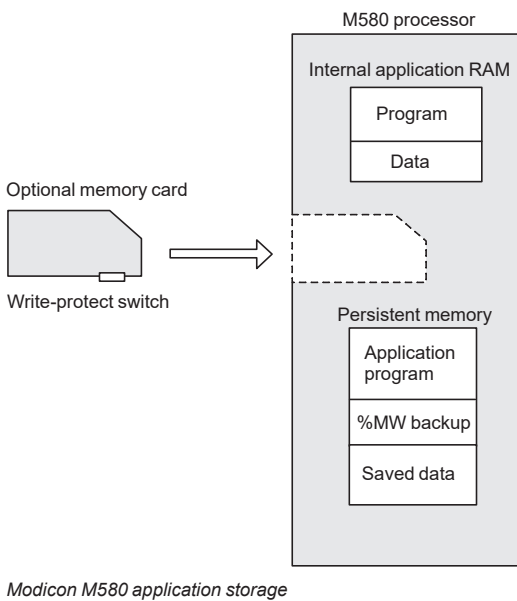 M580 processor
Internal application RAM
Program
Data
Optional memory card
Write-protect switch
Persistent memory
Application
program
%MW backup
Saved data
Modicon M580 application storage